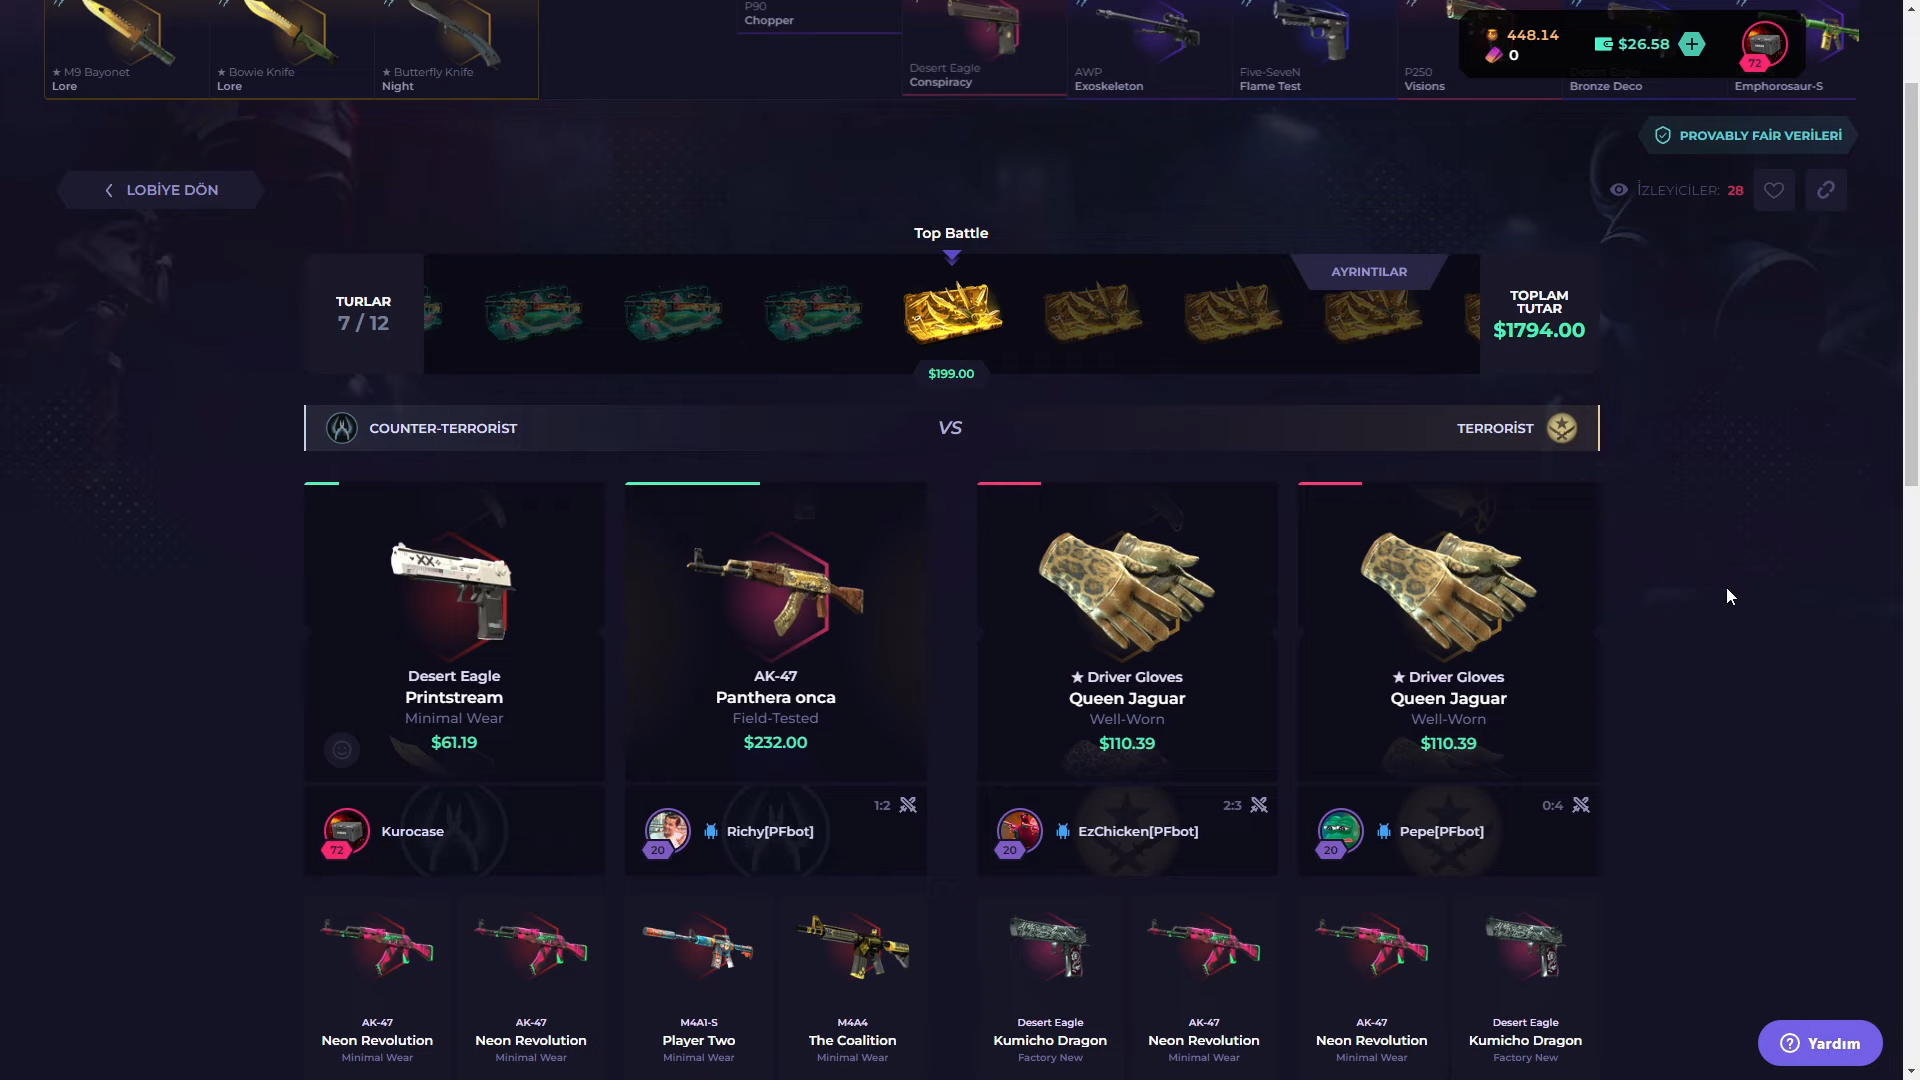 ★ M9 Bayonet
Lore
★ Bowie Knife
Lore
★ Butterfly Knife
Night
P90
Chopper
Desert Eagle
Conspiracy
AWP
Exoskeleton
Five-SeveN
Flame Test
P250
Visions
Desert Eagle
Bronze Deco
Emphorosaur-S
448.14
0
$26.58
72
PROVABLY FAİR VERİLERİ
LOBİYE DÖN
İZLEYİCİLER: 28
Top Battle
TURLAR
7 / 12
AYRINTILAR
TOPLAM
TUTAR
$1794.00
$199.00
COUNTER-TERRORİST
VS
TERRORİST
Desert Eagle
Printstream
Minimal Wear
$61.19
AK-47
Panthera onca
Field-Tested
$232.00
★ Driver Gloves
Queen Jaguar
Well-Worn
$110.39
★ Driver Gloves
Queen Jaguar
Well-Worn
$110.39
Kurocase
72
1:2
Richy[PFbot]
20
2:3
EzChicken[PFbot]
20
0:4
Pepe[PFbot]
20
AK-47
Neon Revolution
Minimal Wear
AK-47
Neon Revolution
Minimal Wear
M4A1-S
Player Two
Minimal Wear
M4A4
The Coalition
Minimal Wear
Desert Eagle
Kumicho Dragon
Factory New
AK-47
Neon Revolution
Minimal Wear
AK-47
Neon Revolution
Minimal Wear
Desert Eagle
Kumicho Dragon
Factory New
Yardım